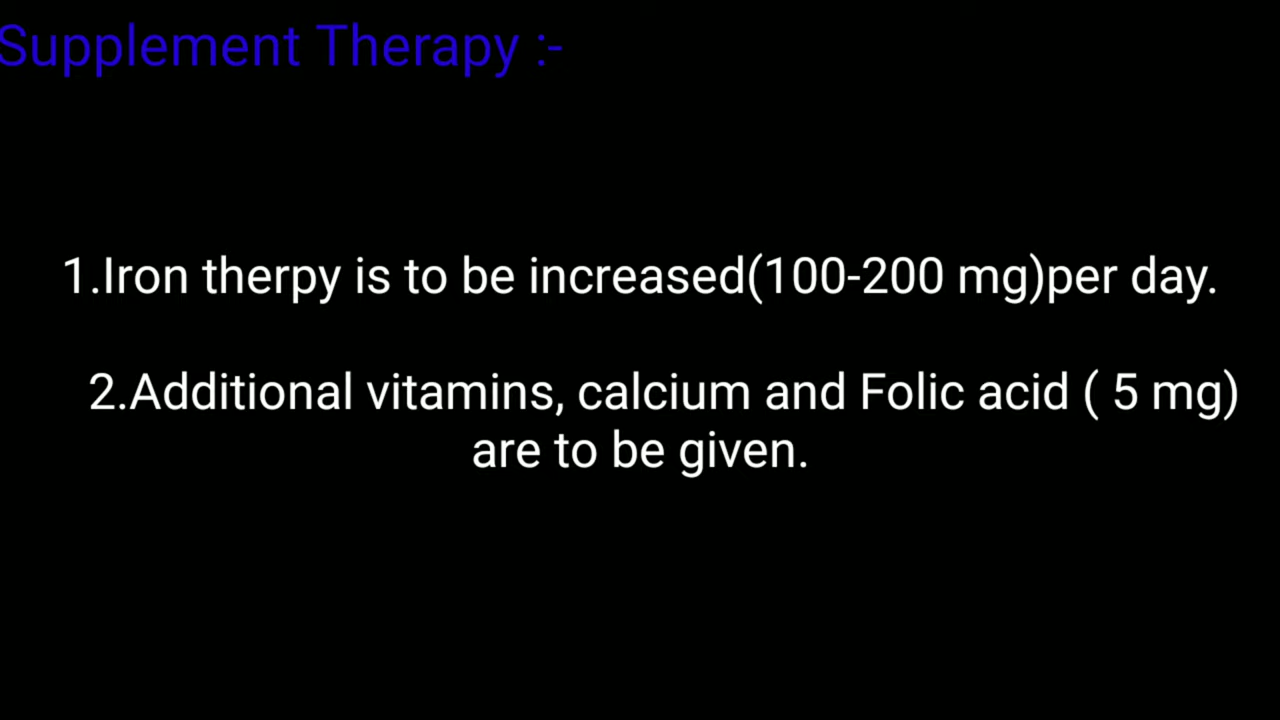 Supplement Therapy :-
1.Iron therpy is to be increased(100-200 mg)per day.
2.Additional vitamins, calcium and Folic acid ( 5 mg)
are to be given.